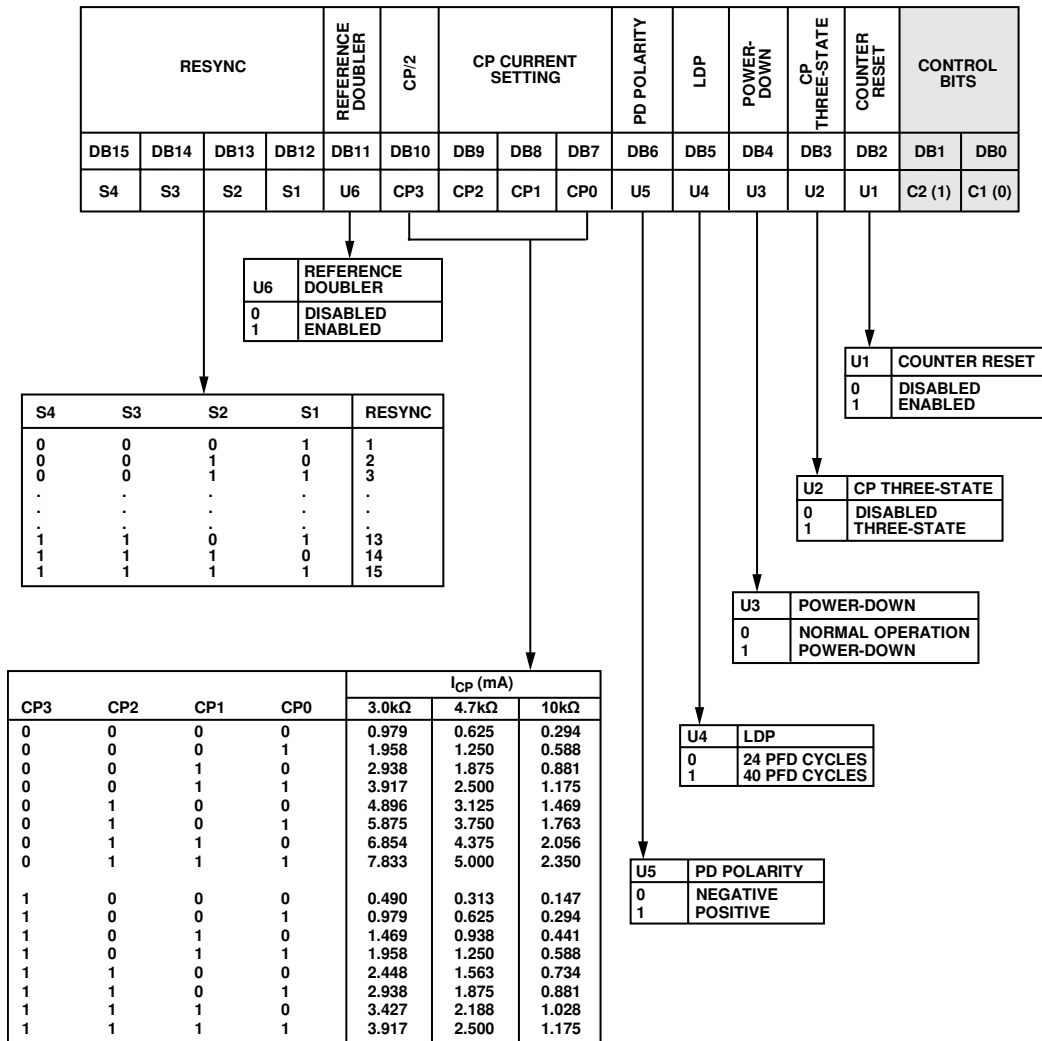 RESYNC REFERENCE DOUBLER CP/2 CP CURRENT SETTING PD POLARITY LDP POWER-DOWN CP THREE-STATE COUNTER RESET CONTROL BITS
DB15 DB14 DB13 DB12 DB11 DB10 DB9 DB8 DB7 DB6 DB5 DB4 DB3 DB2 DB1 DB0
S4 S3 S2 S1 U6 CP3 CP2 CP1 CP0 U5 U4 U3 U2 U1 C2 (1) C1 (0)
U6 REFERENCE DOUBLER
0 DISABLED
1 ENABLED
U1 COUNTER RESET
0 DISABLED
1 ENABLED
S4 S3 S2 S1 RESYNC
0 0 0 1 1
0 0 1 0 2
0 0 1 1 3
. . . . .
. . . . .
. . . . .
1 1 0 1 13
1 1 1 0 14
1 1 1 1 15
U2 CP THREE-STATE
0 DISABLED
1 THREE-STATE
U3 POWER-DOWN
0 NORMAL OPERATION
1 POWER-DOWN
ICP (mA)
CP3 CP2 CP1 CP0 3.0kΩ 4.7kΩ 10kΩ
0 0 0 0 0.979 0.625 0.294
0 0 0 1 1.958 1.250 0.588
0 0 1 0 2.938 1.875 0.881
0 0 1 1 3.917 2.500 1.175
0 1 0 0 4.896 3.125 1.469
0 1 0 1 5.875 3.750 1.763
0 1 1 0 6.854 4.375 2.056
0 1 1 1 7.833 5.000 2.350
1 0 0 0 0.490 0.313 0.147
1 0 0 1 0.979 0.625 0.294
1 0 1 0 1.469 0.938 0.441
1 0 1 1 1.958 1.250 0.588
1 1 0 0 2.448 1.563 0.734
1 1 0 1 2.938 1.875 0.881
1 1 1 0 3.427 2.188 1.028
1 1 1 1 3.917 2.500 1.175
U4 LDP
0 24 PFD CYCLES
1 40 PFD CYCLES
U5 PD POLARITY
0 NEGATIVE
1 POSITIVE